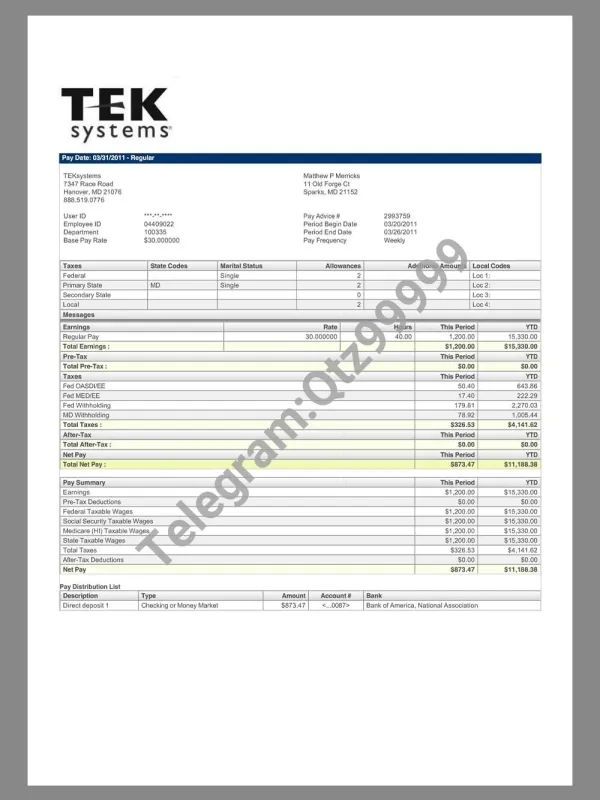 TEK
systems®
Pay Date: 03/31/2011 - Regular
TEKsystems
7347 Race Road
Hanover, MD 21076
888.519.0776
Matthew P Merricks
11 Old Forge Ct
Sparks, MD 21152
User ID ***-**-****
Employee ID 04409022
Department 100335
Base Pay Rate $30.000000
Pay Advice # 2993759
Period Begin Date 03/20/2011
Period End Date 03/26/2011
Pay Frequency Weekly
Taxes State Codes Marital Status Allowances Additional Amounts Local Codes
Federal Single 2 Loc 1:
Primary State MD Single 2 Loc 2:
Secondary State 0 Loc 3:
Local 2 Loc 4:
Messages
Earnings Rate Hours This Period YTD
Regular Pay 30.000000 40.00 1,200.00 15,330.00
Total Earnings : $1,200.00 $15,330.00
Pre-Tax This Period YTD
Total Pre-Tax : $0.00 $0.00
Taxes This Period YTD
Fed OASDI/EE 50.40 643.86
Fed MED/EE 17.40 222.29
Fed Withholding 179.81 2,270.03
MD Withholding 78.92 1,005.44
Total Taxes : $326.53 $4,141.62
After-Tax This Period YTD
Total After-Tax : $0.00 $0.00
Net Pay This Period YTD
Total Net Pay : $873.47 $11,188.38
Pay Summary This Period YTD
Earnings $1,200.00 $15,330.00
Pre-Tax Deductions $0.00 $0.00
Federal Taxable Wages $1,200.00 $15,330.00
Social Security Taxable Wages $1,200.00 $15,330.00
Medicare (HI) Taxable Wages $1,200.00 $15,330.00
State Taxable Wages $1,200.00 $15,330.00
Total Taxes $326.53 $4,141.62
After-Tax Deductions $0.00 $0.00
Net Pay $873.47 $11,188.38
Pay Distribution List
Description Type Amount Account # Bank
Direct deposit 1 Checking or Money Market $873.47 <...0087> Bank of America, National Association
Telegram:Qtz99999